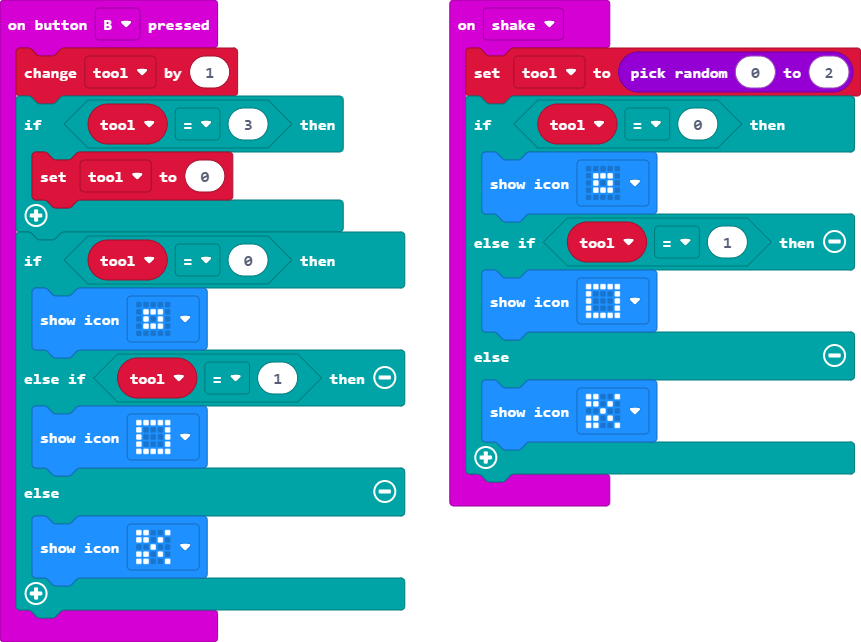 on button B pressed
change tool by 1
if tool = 3 then
set tool to 0
if tool = 0 then
show icon
else if tool = 1 then
show icon
else
show icon
on shake
set tool to pick random 0 to 2
if tool = 0 then
show icon
else if tool = 1 then
show icon
else
show icon